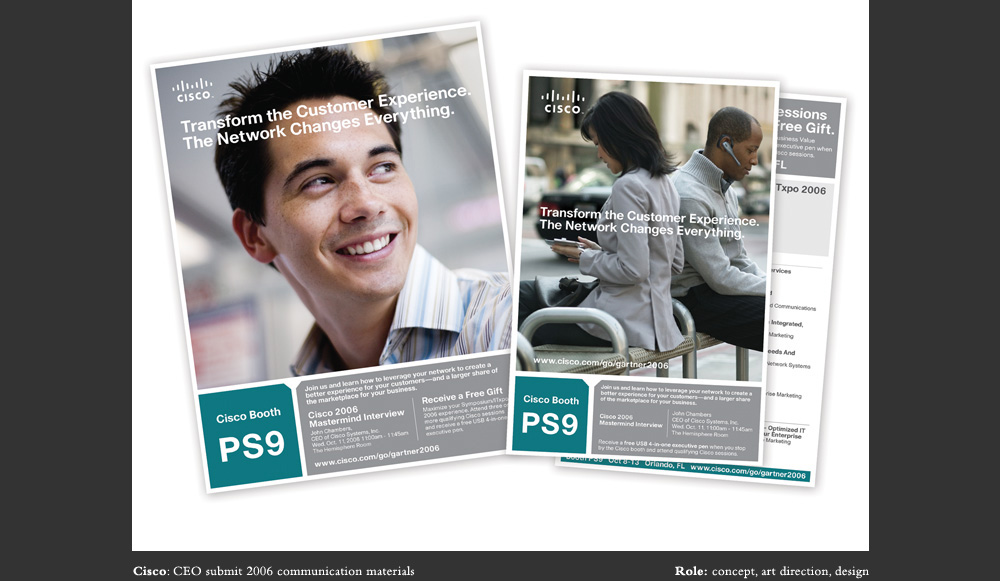 CISCO
Transform the Customer Experience.
The Network Changes Everything.
Cisco Booth
PS9
Join us and learn how to leverage your network to create a
better experience for your customers—and a larger share of
the marketplace for your business.
Cisco 2006
Mastermind Interview
John Chambers,
CEO of Cisco Systems, Inc.
Wed. Oct. 11, 2006 11:00am - 11:45am
The Hemisphere Room
Receive a Free Gift
Maximize your Symposium/ITxpo
2006 experience. Attend three
more qualifying Cisco sessions
and receive a free USB 4-in-one
executive pen.
www.cisco.com/go/gartner2006
CISCO
Transform the Customer Experience.
The Network Changes Everything.
www.cisco.com/go/gartner2006
Cisco Booth
PS9
Join us and learn how to leverage your network to create a
better experience for your customers—and a larger share
of the marketplace for your business.
Cisco 2006
Mastermind Interview
John Chambers
CEO of Cisco Systems, Inc.
Wed. Oct. 11, 11:00am - 11:45am
The Hemisphere Room
Receive a free USB 4-in-one executive pen when you stop
by the Cisco booth and attend qualifying Cisco sessions.
essions
ree Gift.
usiness Value
executive pen when
sco sessions.
FL
Txpo 2006
ervices
Communications
Integrated,
Marketing
eeds And
Network Systems
rise Marketing
Optimized IT
ur Enterprise
Marketing
Booth PS9 Oct 8-13 Orlando, FL www.cisco.com/go/gartner2006
Cisco: CEO submit 2006 communication materials
Role: concept, art direction, design